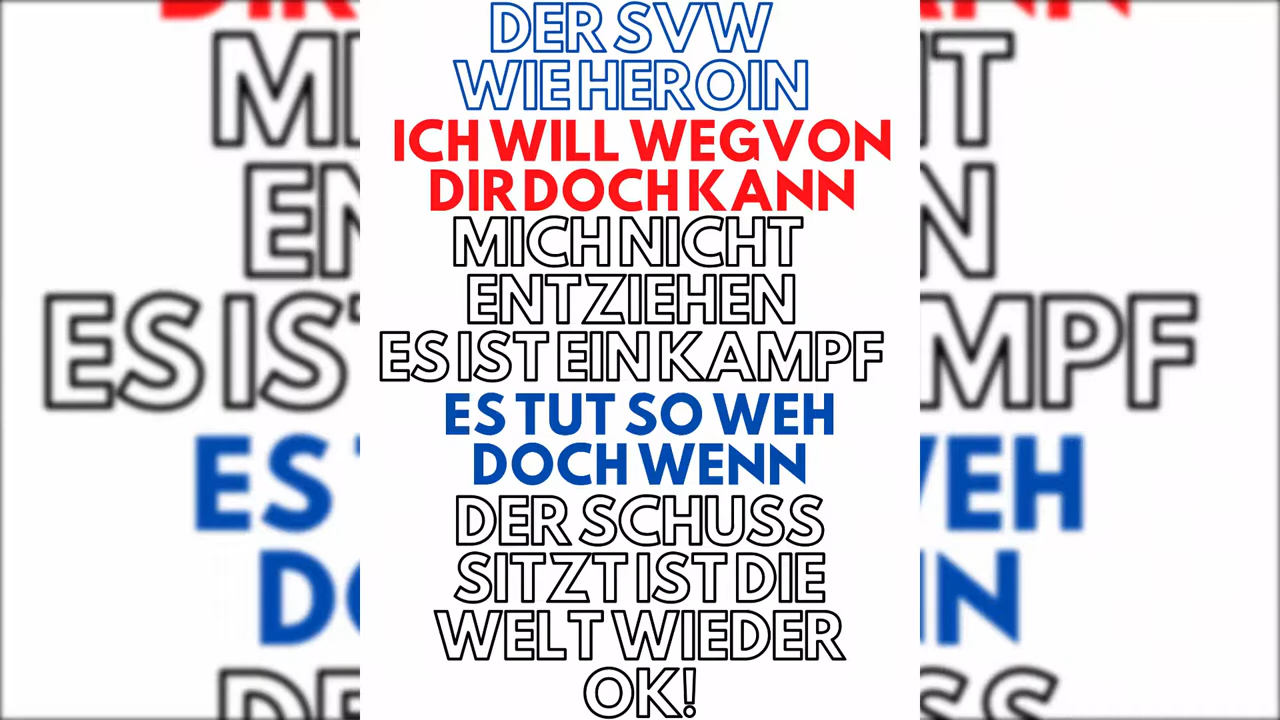 DER SVW
WIE HEROIN
ICH WILL WEG VON
DIR DOCH KANN
MICH NICHT
ENTZIEHEN
ES IST EIN KAMPF
ES TUT SO WEH
DOCH WENN
DER SCHUSS
SITZT IST DIE
WELT WIEDER
OK!